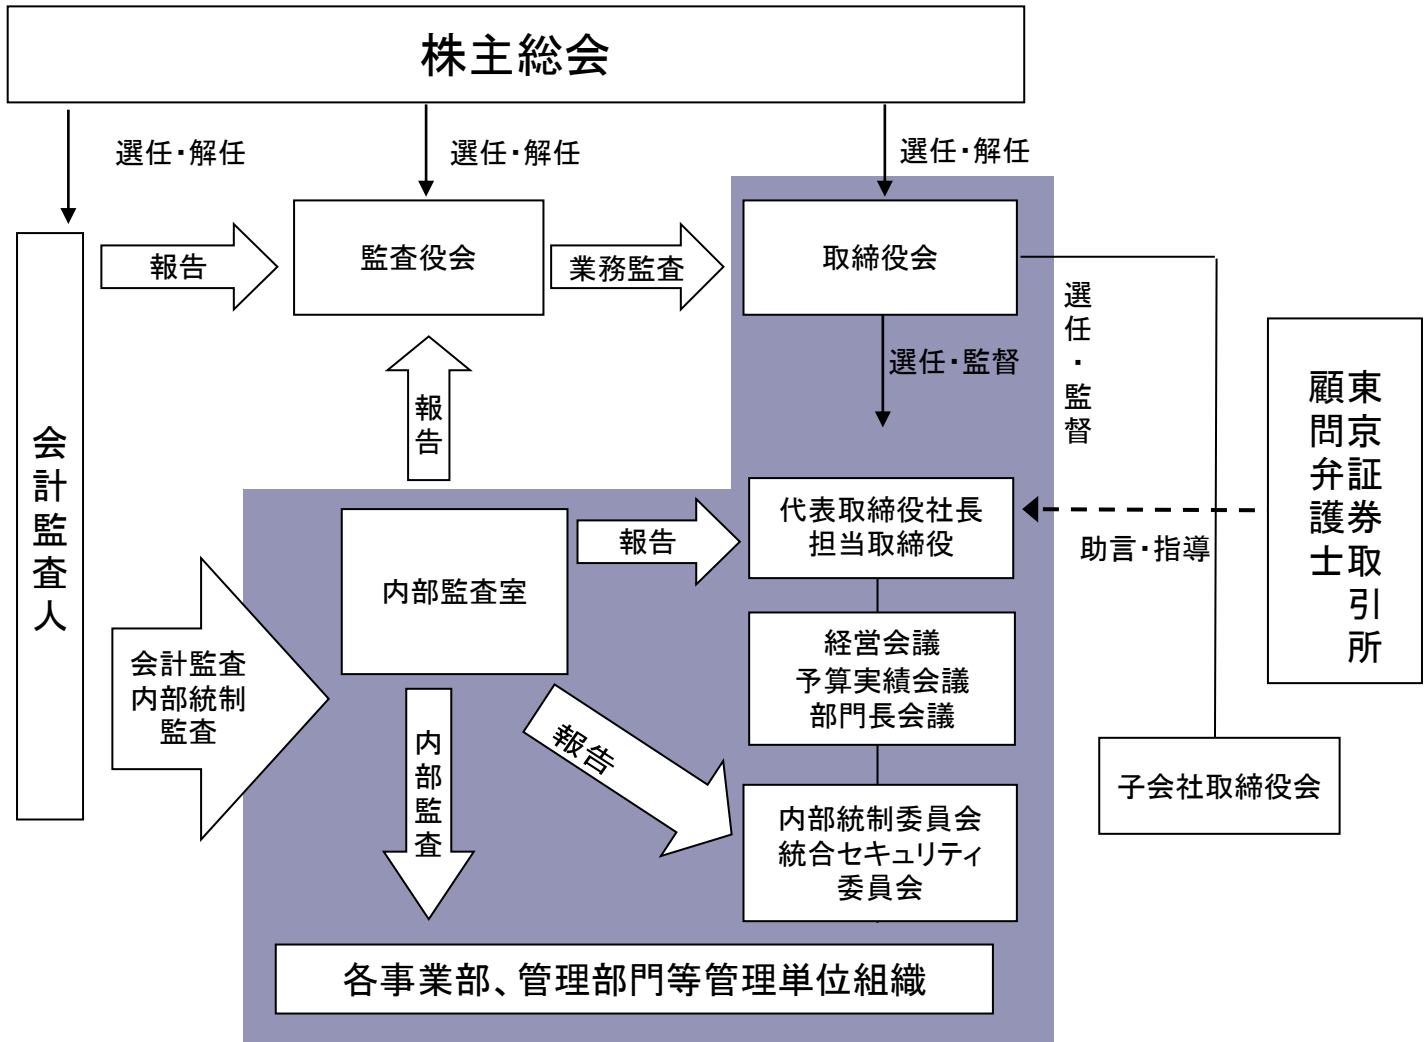 株主総会
選任・解任
選任・解任
選任・解任
報告
監査役会
業務監査
取締役会
選任・監督
選任・監督
報告
会計監査人
東京証券取引所
顧問弁護士
内部監査室
報告
代表取締役社長
担当取締役
助言・指導
会計監査
内部統制
監査
経営会議
予算実績会議
部門長会議
内部監査
報告
子会社取締役会
内部統制委員会
統合セキュリティ
委員会
各事業部、管理部門等管理単位組織